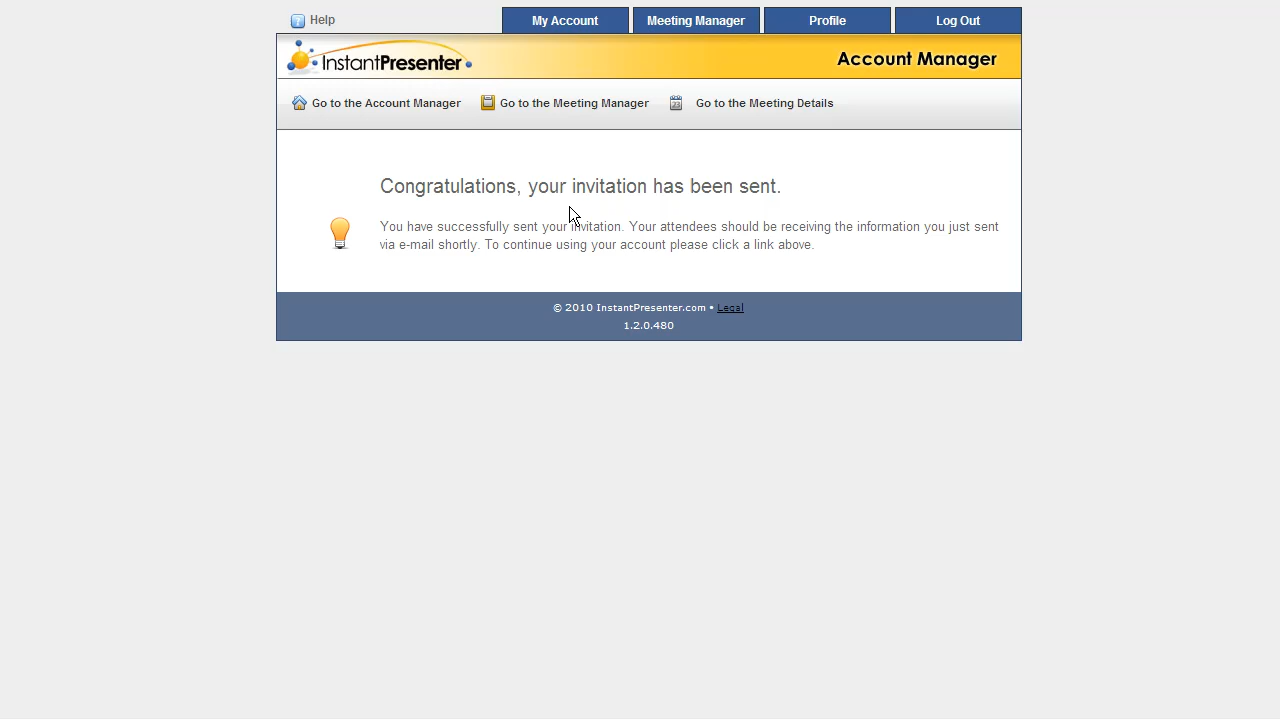 Help
My Account
Meeting Manager
Profile
Log Out
InstantPresenter
Account Manager
Go to the Account Manager
Go to the Meeting Manager
23
Go to the Meeting Details
Congratulations, your invitation has been sent.
You have successfully sent your invitation. Your attendees should be receiving the information you just sent
via e-mail shortly. To continue using your account please click a link above.
© 2010 InstantPresenter.com • Legal
1.2.0.480